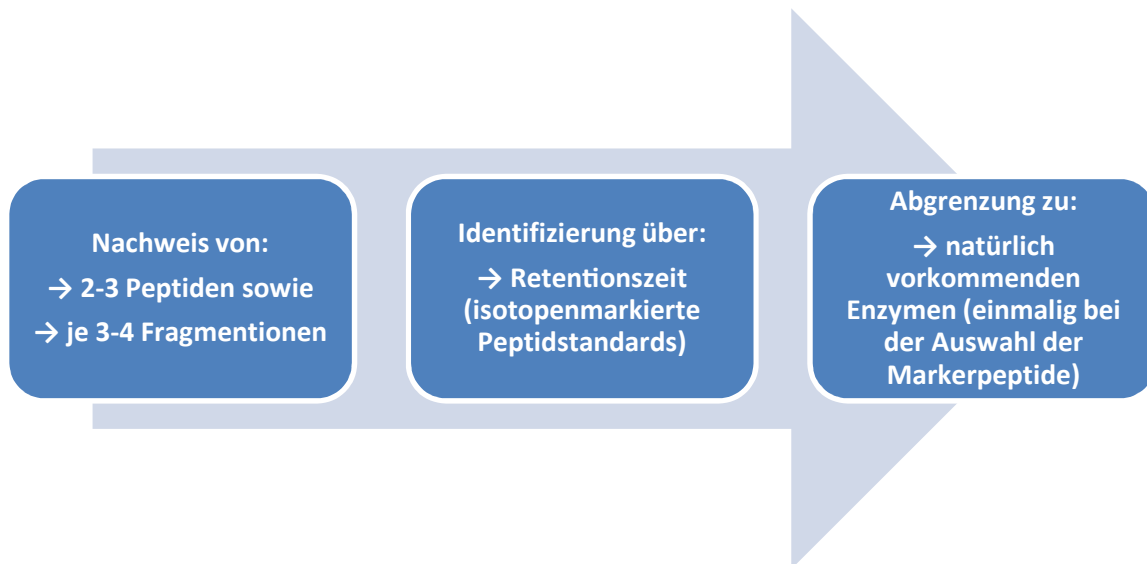 Nachweis von:
→ 2-3 Peptiden sowie
→ je 3-4 Fragmentionen
Identifizierung über:
→ Retentionszeit
(isotopenmarkierte
Peptidstandards)
Abgrenzung zu:
→ natürlich
vorkommenden
Enzymen (einmalig bei
der Auswahl der
Markerpeptide)